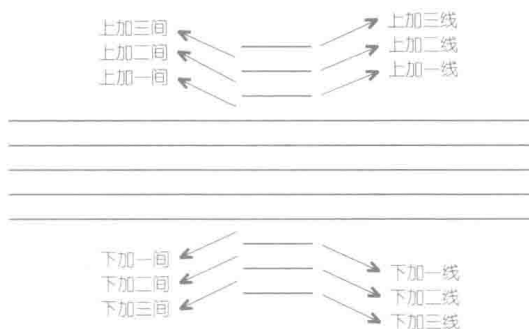 上加三间 上加三线
上加二间 上加二线
上加一间 上加一线
下加一间 下加一线
下加二间 下加二线
下加三间 下加三线